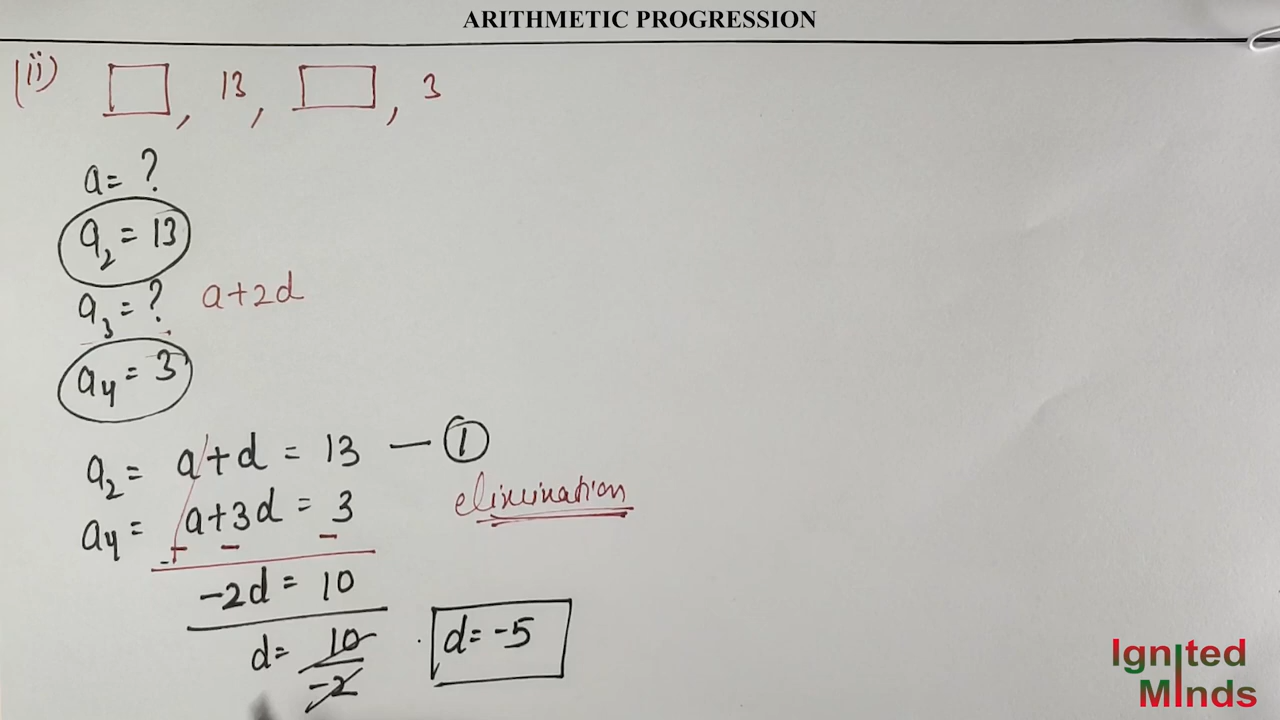 ARITHMETIC PROGRESSION
(ii) , 13, , 3
a = ?
a₂ = 13
a₃ = ? a+2d
a₄ = 3
a₂ = a+d = 13 — ①
a₄ = a+3d = 3
elimination
- - -
-2d = 10
d = 10/-2
d = -5
Ignited
Minds